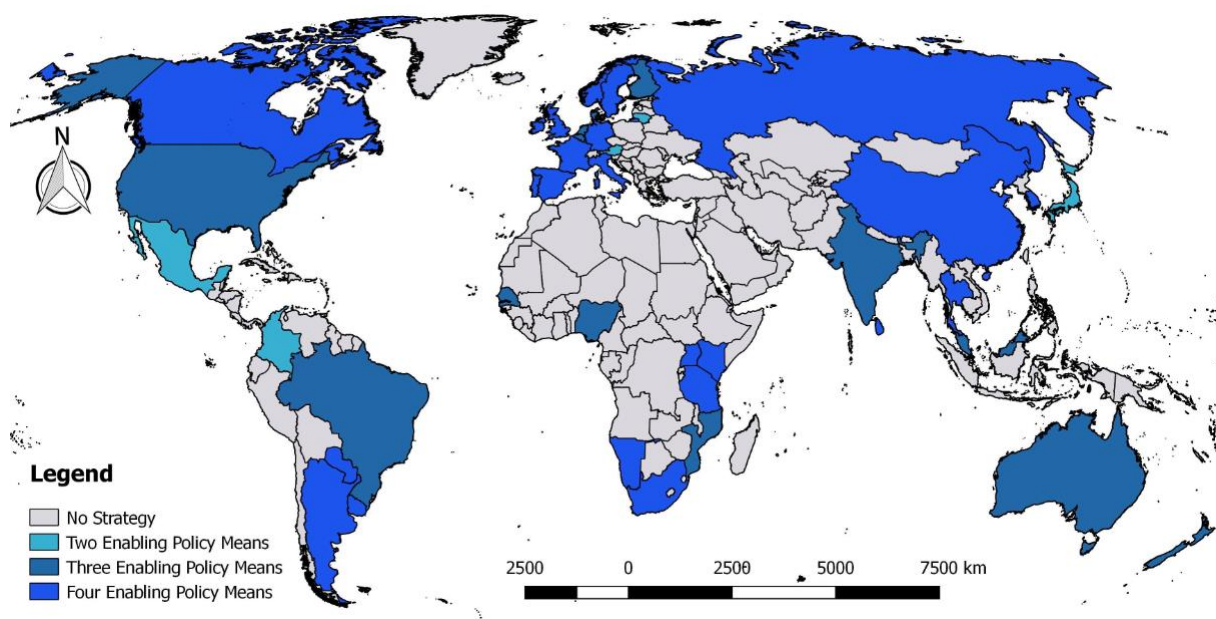 N
Legend
No Strategy
Two Enabling Policy Means
Three Enabling Policy Means
Four Enabling Policy Means
2500 0 2500 5000 7500 km